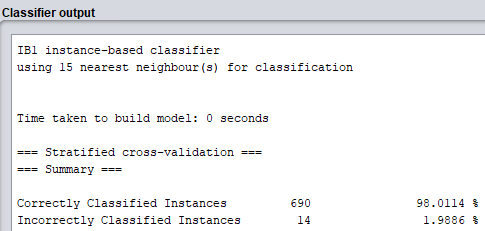 Classifier output
IB1 instance-based classifier
using 15 nearest neighbour(s) for classification
Time taken to build model: 0 seconds
=== Stratified cross-validation ===
=== Summary ===
Correctly Classified Instances 690 98.0114 %
Incorrectly Classified Instances 14 1.9886 %